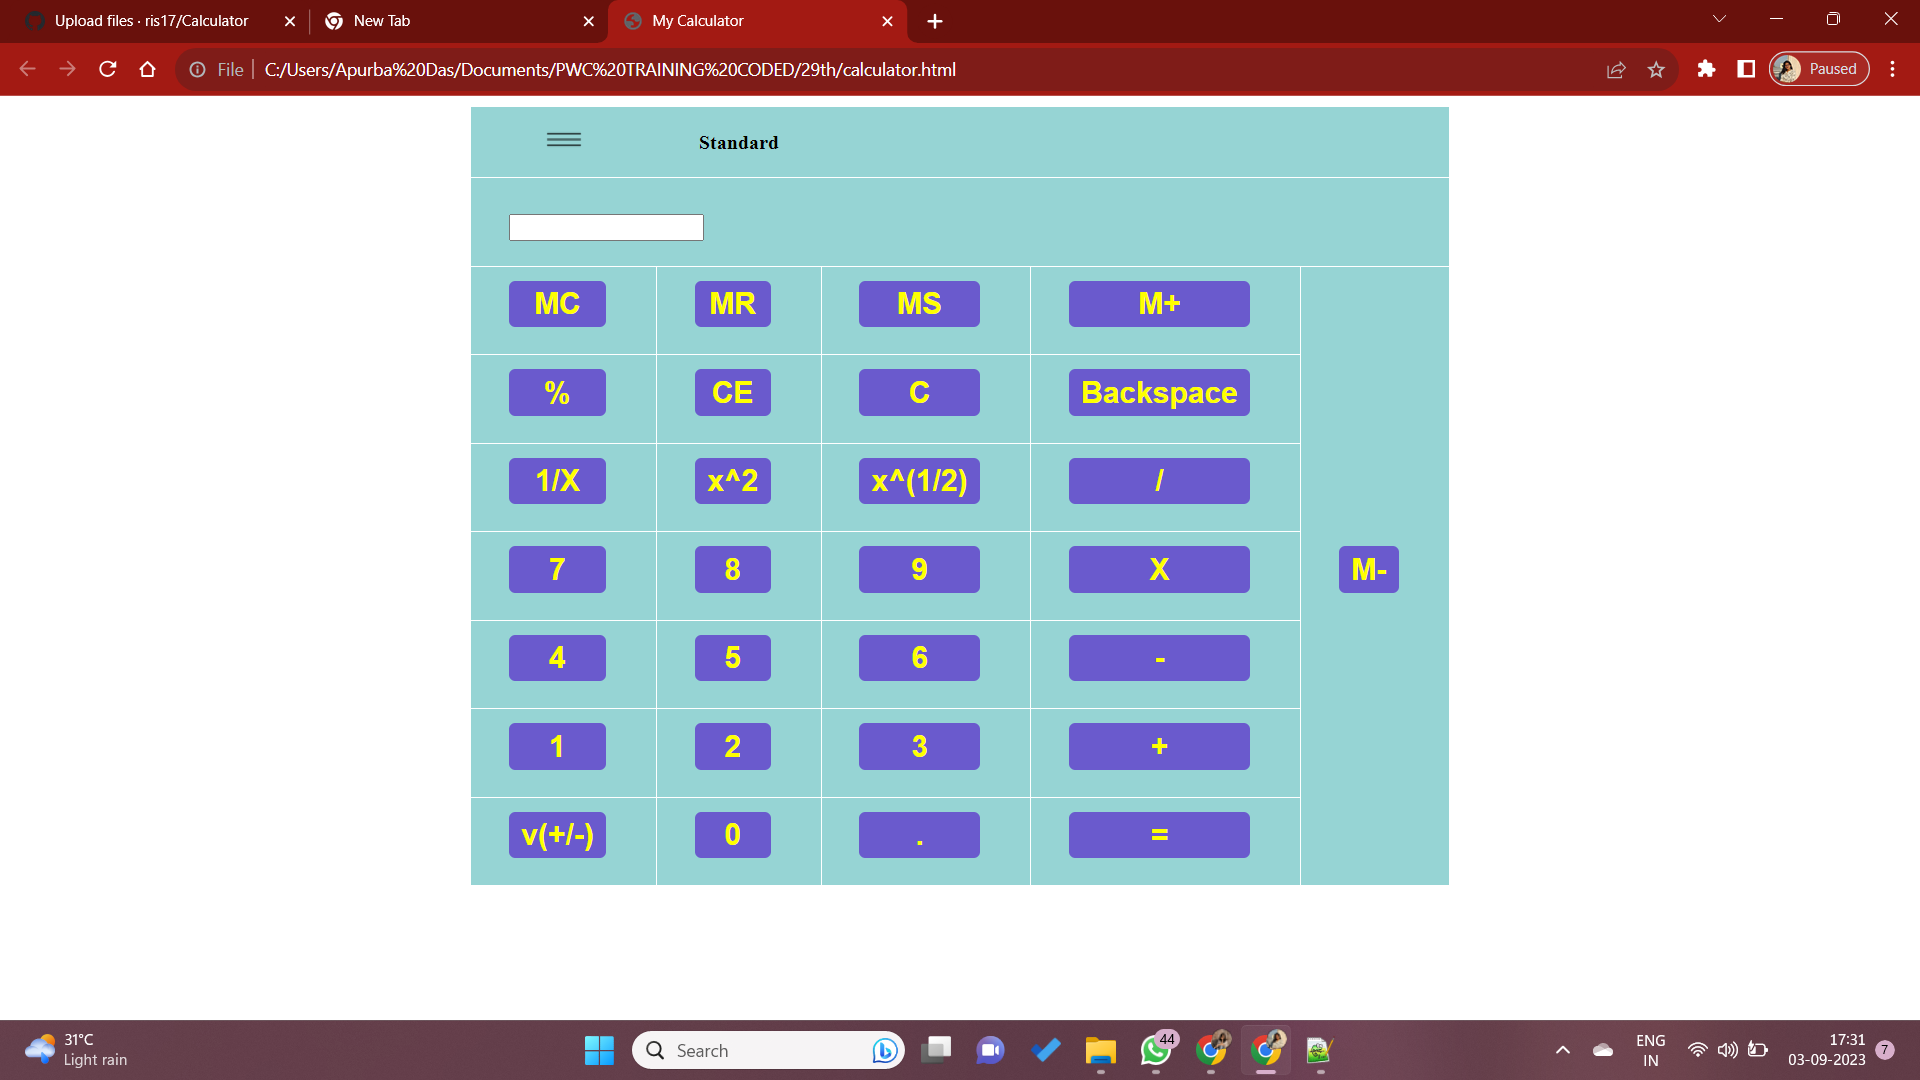 Upload files · ris17/Calculator
New Tab
My Calculator
File
C:/Users/Apurba%20Das/Documents/PWC%20TRAINING%20CODED/29th/calculator.html
Paused
Standard
MC MR MS M+
% CE C Backspace
1/X x^2 x^(1/2) /
7 8 9 X M-
4 5 6 -
1 2 3 +
v(+/-) 0 . =
31°C
Light rain
Search
44
ENG
IN
17:31
03-09-2023
7